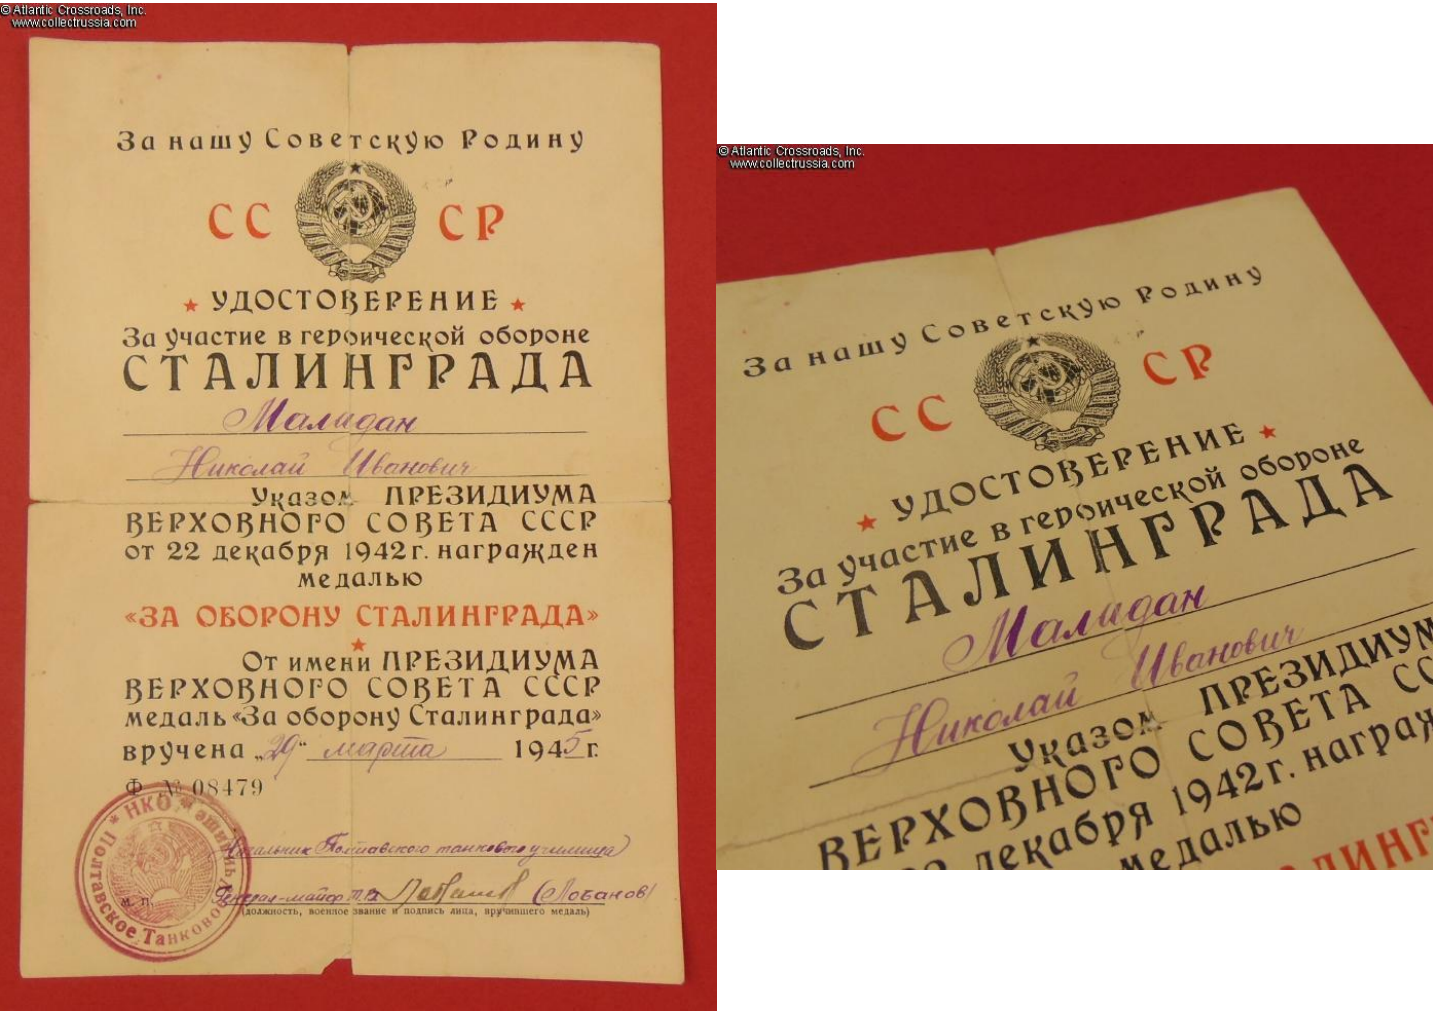 © Atlantic Crossroads, Inc.
www.collectrussia.com
За нашу Советскую Родину
СС СР
УДОСТОВЕРЕНИЕ
За участие в героической обороне
СТАЛИНГРАДА
Малидан
Николай Иванович
Указом ПРЕЗИДИУМА
ВЕРХОВНОГО СОВЕТА СССР
от 22 декабря 1942 г. награжден
медалью
«ЗА ОБОРОНУ СТАЛИНГРАДА»
От имени ПРЕЗИДИУМА
ВЕРХОВНОГО СОВЕТА СССР
медаль «За оборону Сталинграда»
вручена „29" марта 1945 г.
Ф № 08479
НКО * Полтавское Танковое Училище *
Начальник Полтавского танкового училища
м. п.
Генерал-майор т/в Лобанов (Лобанов)
(должность, военное звание и подпись лица, вручившего медаль)
© Atlantic Crossroads, Inc.
www.collectrussia.com
За нашу Советскую Родину
СС СР
УДОСТОВЕРЕНИЕ
За участие в героической обороне
СТАЛИНГРАДА
Малидан
Николай Иванович
Указом ПРЕЗИДИУМ
ВЕРХОВНОГО СОВЕТА СС
декабря 1942 г. награж
медалью
ЛИНГР